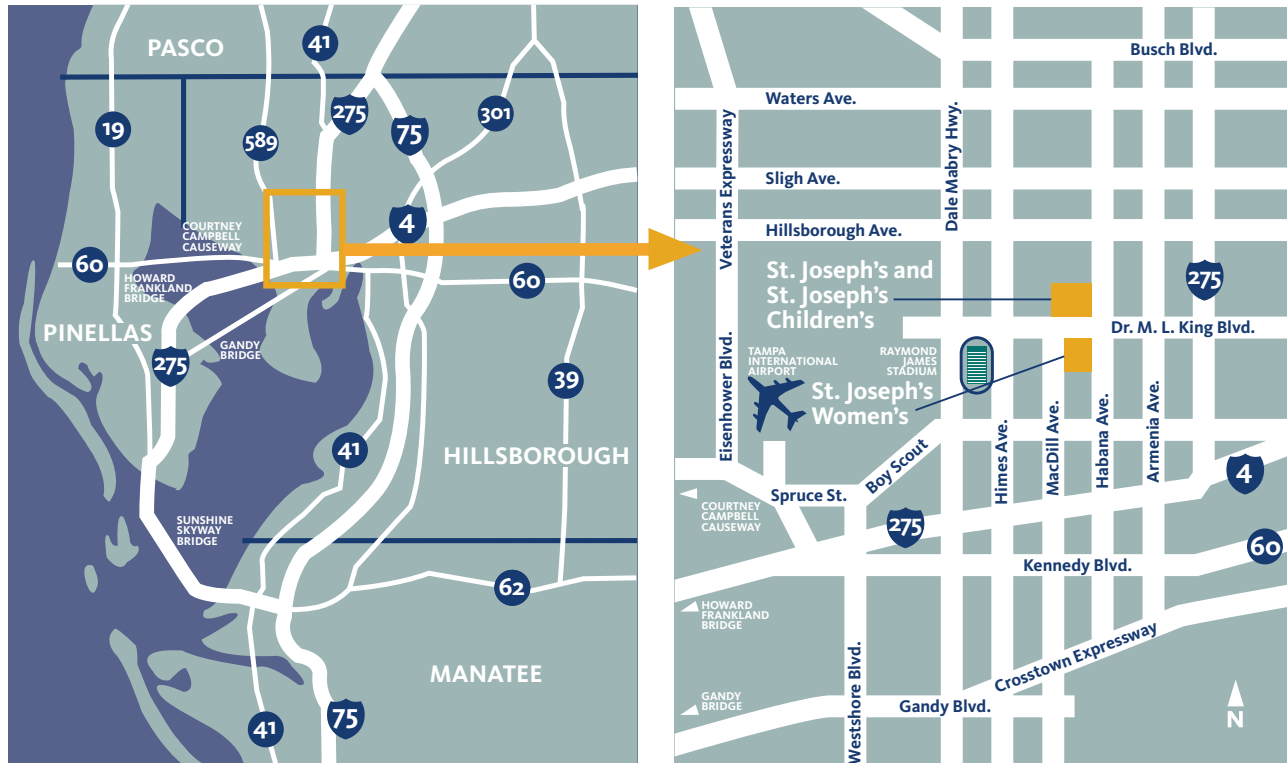 PASCO
41
275
19
589
75
301
COURTNEY
CAMPBELL
CAUSEWAY
4
60
HOWARD
FRANKLAND
BRIDGE
60
PINELLAS
GANDY
BRIDGE
275
39
41
HILLSBOROUGH
SUNSHINE
SKYWAY
BRIDGE
62
MANATEE
41
75
Busch Blvd.
Waters Ave.
Veterans Expressway
Dale Mabry Hwy.
Sligh Ave.
Hillsborough Ave.
St. Joseph's and
St. Joseph's
Children's
275
Dr. M. L. King Blvd.
Eisenhower Blvd.
TAMPA
INTERNATIONAL
AIRPORT
RAYMOND
JAMES
STADIUM
St. Joseph's
Women's
Himes Ave.
MacDill Ave.
Habana Ave.
Armenia Ave.
Boy Scout
Spruce St.
4
COURTNEY
CAMPBELL
CAUSEWAY
275
60
Kennedy Blvd.
HOWARD
FRANKLAND
BRIDGE
Westshore Blvd.
Crosstown Expressway
GANDY
BRIDGE
Gandy Blvd.
N